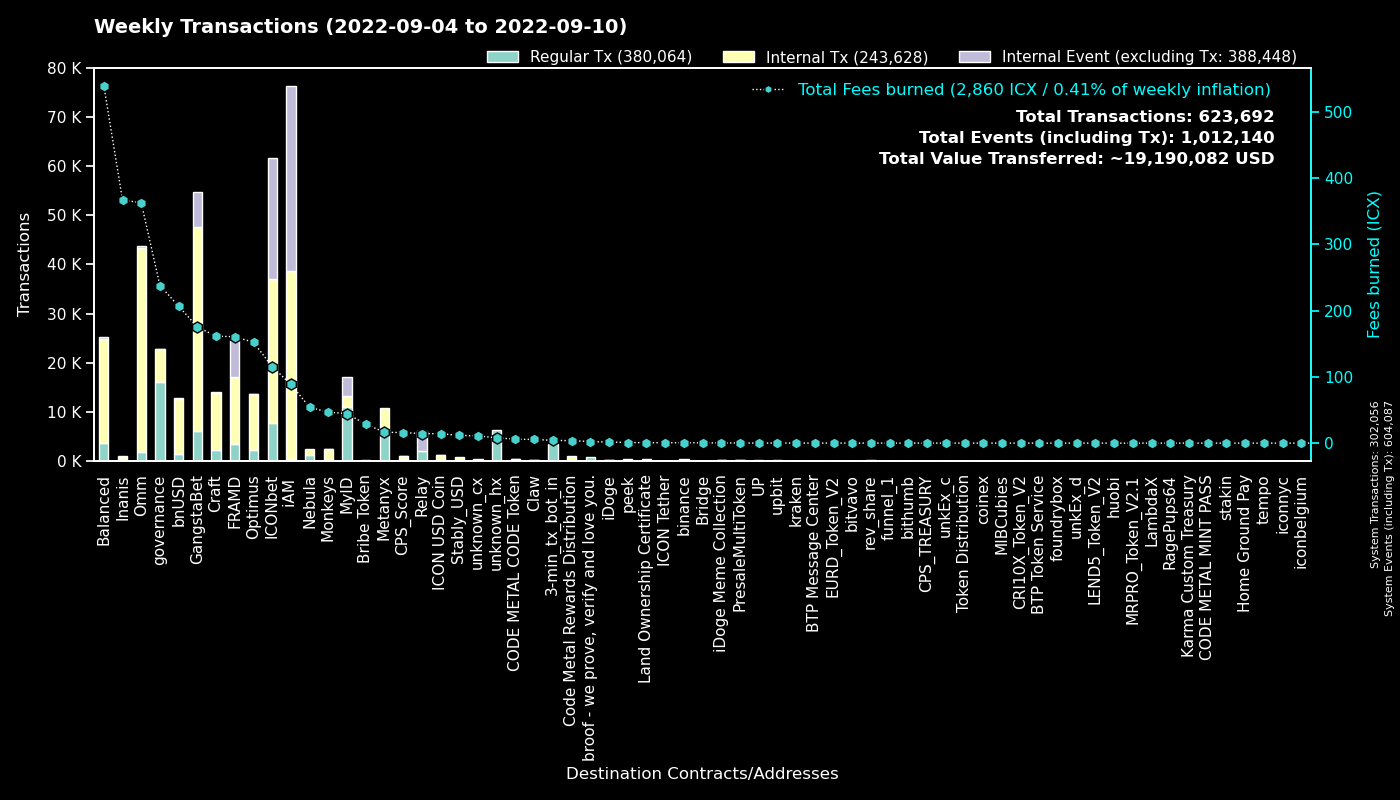 Weekly Transactions (2022-09-04 to 2022-09-10)
Regular Tx (380,064)
Internal Tx (243,628)
Internal Event (excluding Tx: 388,448)
Total Fees burned (2,860 ICX / 0.41% of weekly inflation)
Total Transactions: 623,692
Total Events (including Tx): 1,012,140
Total Value Transferred: ~19,190,082 USD
80 K
70 K
60 K
50 K
40 K
30 K
20 K
10 K
0 K
Transactions
500
400
300
200
100
0
Fees burned (ICX)
System Transactions: 302,056
System Events (including Tx): 604,087
Balanced
Inanis
Omm
governance
bnUSD
GangstaBet
Craft
FRAMD
Optimus
ICONbet
iAM
Nebula
Monkeys
MyID
Bribe Token
Metanyx
CPS_Score
Relay
ICON USD Coin
Stably_USD
unknown_cx
unknown_hx
CODE METAL CODE Token
Claw
3-min_tx_bot_in
Code Metal Rewards Distribution
broof - we prove, verify and love you.
iDoge
peek
Land Ownership Certificate
ICON Tether
binance
Bridge
iDoge Meme Collection
PresaleMultiToken
UP
upbit
kraken
BTP Message Center
EURD_Token_V2
bitvavo
rev_share
funnel_1
bithumb
CPS_TREASURY
unkEx_c
Token Distribution
coinex
MIBCubies
CRI10X_Token_V2
BTP Token Service
foundrybox
unkEx_d
LEND5_Token_V2
huobi
MRPRO_Token_V2.1
LambdaX
RagePups64
Karma Custom Treasury
CODE METAL MINT PASS
stakin
Home Ground Pay
tempo
iconnyc
iconbelgium
Destination Contracts/Addresses